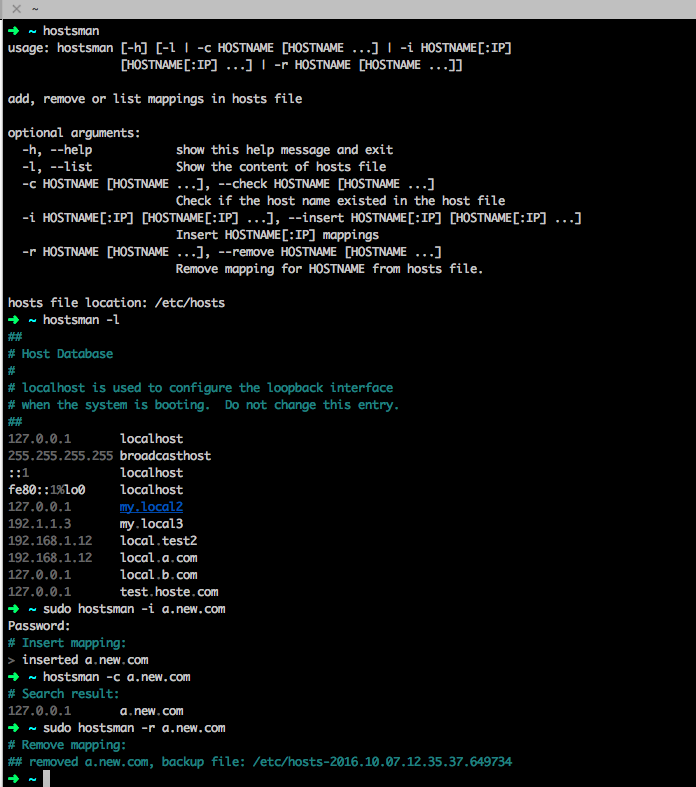 × ~
➜ ~ hostsman
usage: hostsman [-h] [-l | -c HOSTNAME [HOSTNAME ...] | -i HOSTNAME[:IP]
[HOSTNAME[:IP] ...] | -r HOSTNAME [HOSTNAME ...]]
add, remove or list mappings in hosts file
optional arguments:
-h, --help show this help message and exit
-l, --list Show the content of hosts file
-c HOSTNAME [HOSTNAME ...], --check HOSTNAME [HOSTNAME ...]
Check if the host name existed in the host file
-i HOSTNAME[:IP] [HOSTNAME[:IP] ...], --insert HOSTNAME[:IP] [HOSTNAME[:IP] ...]
Insert HOSTNAME[:IP] mappings
-r HOSTNAME [HOSTNAME ...], --remove HOSTNAME [HOSTNAME ...]
Remove mapping for HOSTNAME from hosts file.
hosts file location: /etc/hosts
➜ ~ hostsman -l
##
# Host Database
#
# localhost is used to configure the loopback interface
# when the system is booting. Do not change this entry.
##
127.0.0.1 localhost
255.255.255.255 broadcasthost
::1 localhost
fe80::1%lo0 localhost
127.0.0.1 my.local2
192.1.1.3 my.local3
192.168.1.12 local.test2
192.168.1.12 local.a.com
127.0.0.1 local.b.com
127.0.0.1 test.hoste.com
➜ ~ sudo hostsman -i a.new.com
Password:
# Insert mapping:
> inserted a.new.com
➜ ~ hostsman -c a.new.com
# Search result:
127.0.0.1 a.new.com
➜ ~ sudo hostsman -r a.new.com
# Remove mapping:
## removed a.new.com, backup file: /etc/hosts-2016.10.07.12.35.37.649734
➜ ~